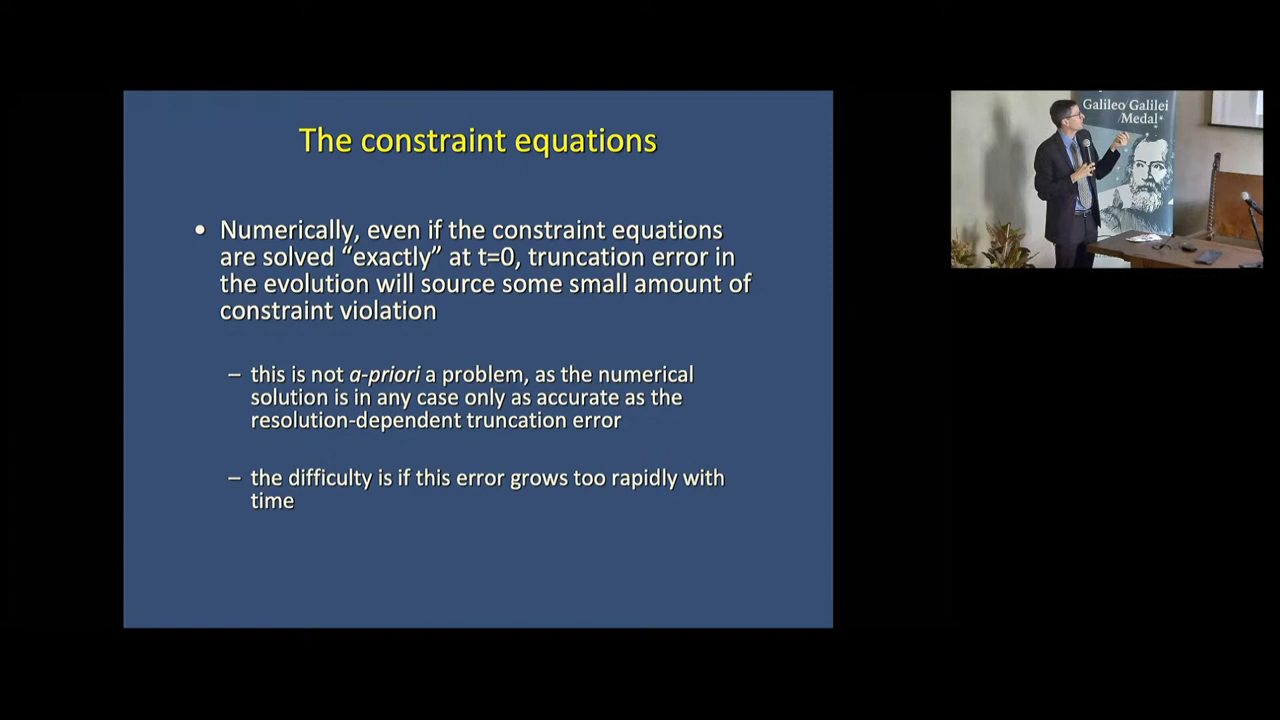 The constraint equations
• Numerically, even if the constraint equations
are solved “exactly” at t=0, truncation error in
the evolution will source some small amount of
constraint violation
– this is not a-priori a problem, as the numerical
solution is in any case only as accurate as the
resolution-dependent truncation error
– the difficulty is if this error grows too rapidly with
time
Galileo Galilei
Medal